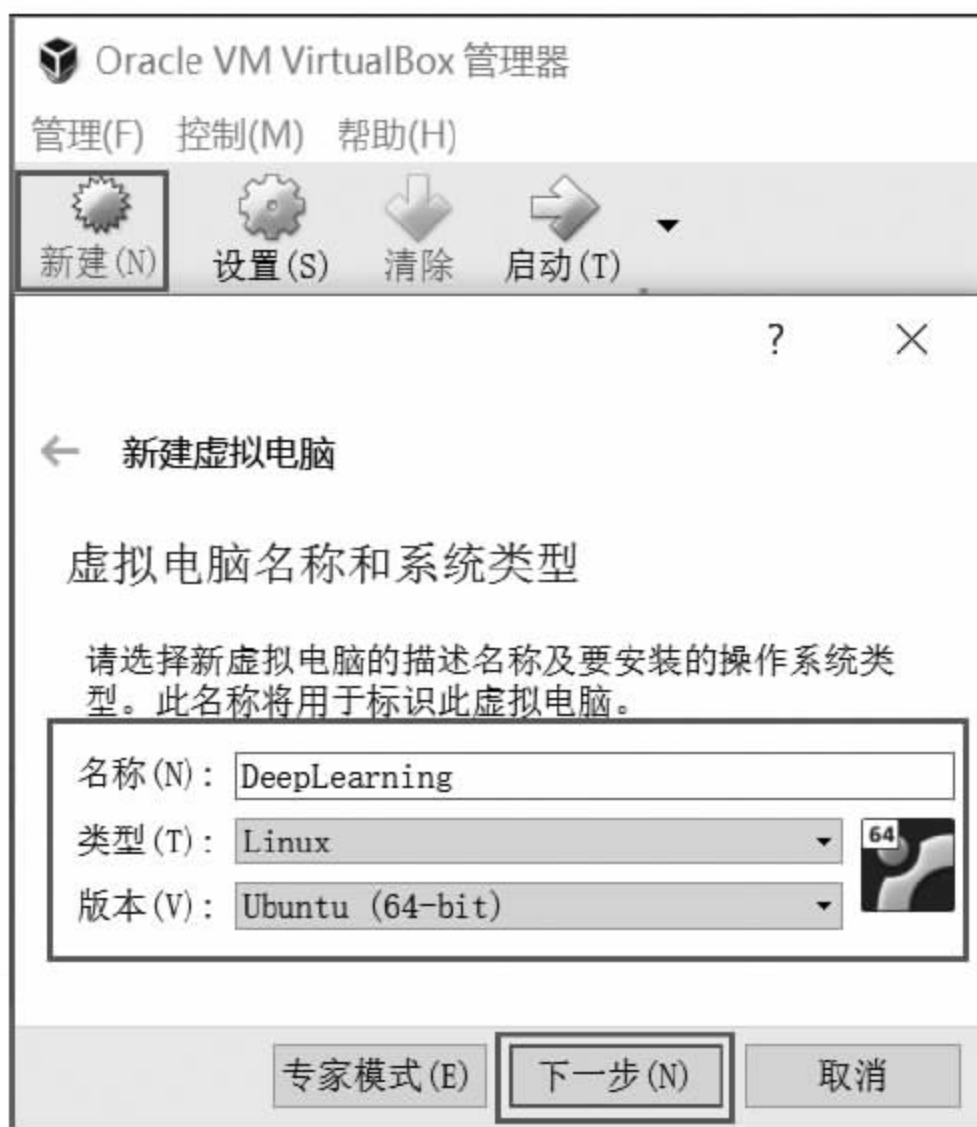 Oracle VM VirtualBox 管理器
管理(F) 控制(M) 帮助(H)
新建(N) 设置(S) 清除 启动(T)
?
新建虚拟电脑
虚拟电脑名称和系统类型
请选择新虚拟电脑的描述名称及要安装的操作系统类
型。此名称将用于标识此虚拟电脑。
名称(N): DeepLearning
类型(T): Linux
64
版本(V): Ubuntu (64-bit)
专家模式(E) 下一步(N) 取消